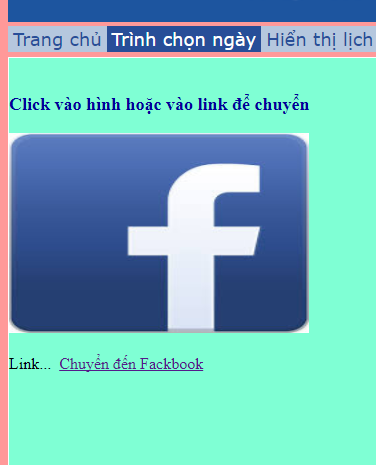 Trang chủ Trình chọn ngày Hiển thị lịch
Click vào hình hoặc vào link để chuyển
f
Link... Chuyển đến Fackbook